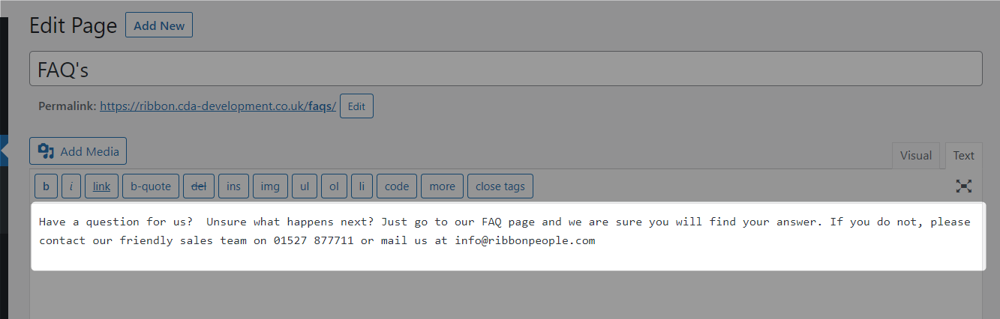 Edit Page Add New
FAQ's
Permalink: https://ribbon.cda-development.co.uk/faqs/ Edit
Add Media Visual Text
b i link b-quote del ins img ul ol li code more close tags
Have a question for us?  Unsure what happens next? Just go to our FAQ page and we are sure you will find your answer. If you do not, please
contact our friendly sales team on 01527 877711 or mail us at info@ribbonpeople.com